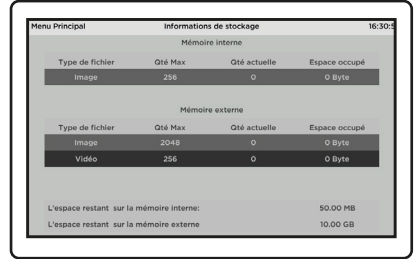 Menu Principal Informations de stockage 16:30:5
Mémoire interne
Type de fichier Qté Max Qté actuelle Espace occupé
Image 256 0 0 Byte
Mémoire externe
Type de fichier Qté Max Qté actuelle Espace occupé
Image 2048 0 0 Byte
Vidéo 256 0 0 Byte
L'espace restant sur la mémoire interne: 50.00 MB
L'espace restant sur la mémoire externe 10.00 GB